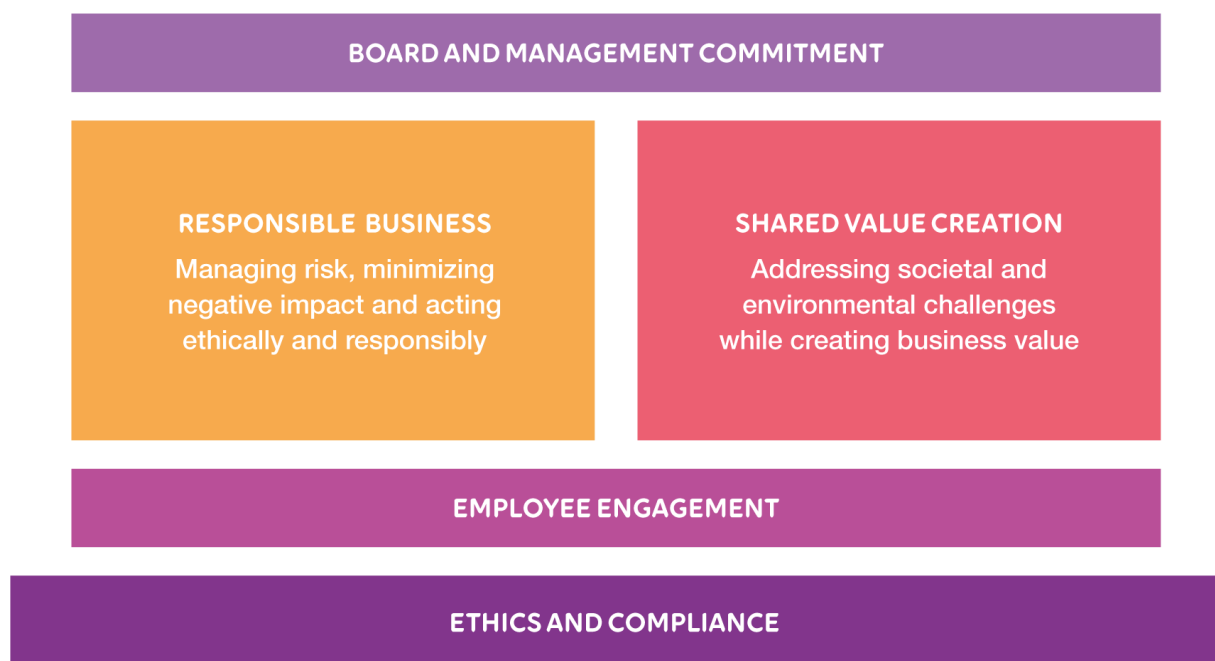 BOARD AND MANAGEMENT COMMITMENT
RESPONSIBLE BUSINESS
Managing risk, minimizing
negative impact and acting
ethically and responsibly
SHARED VALUE CREATION
Addressing societal and
environmental challenges
while creating business value
EMPLOYEE ENGAGEMENT
ETHICS AND COMPLIANCE